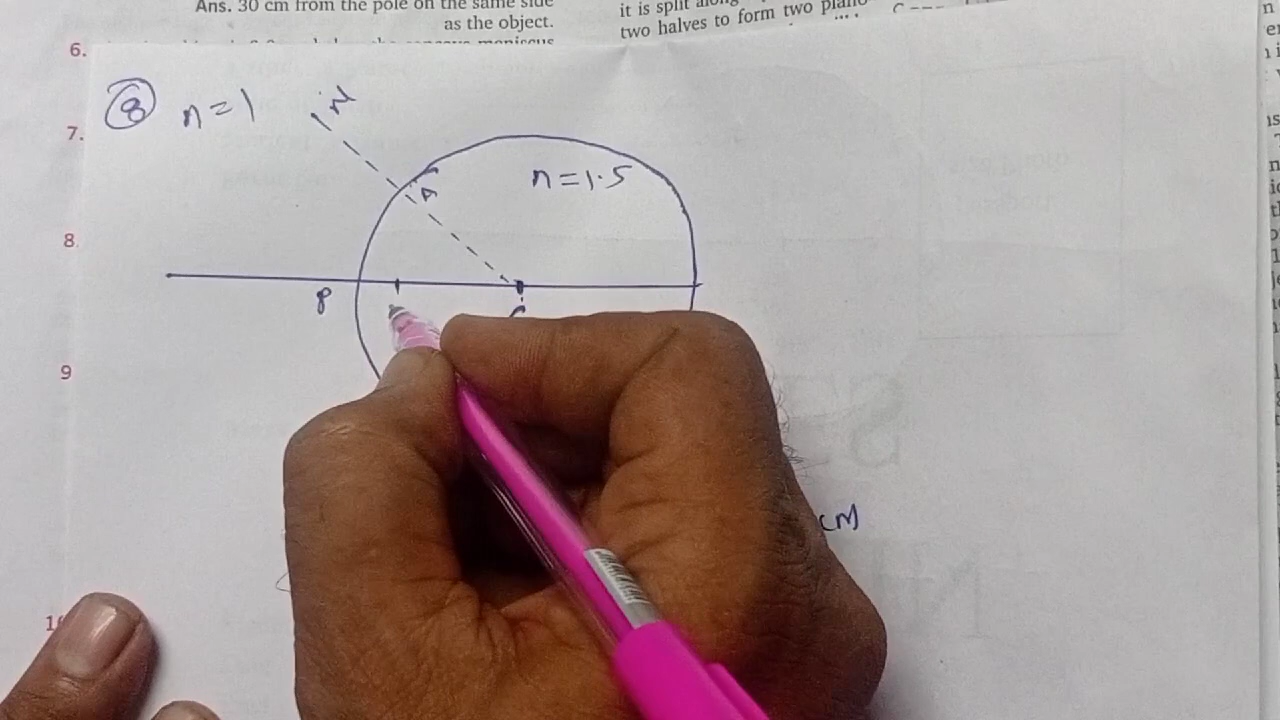 Ans. 30 cm from the pole on the same side
as the object.
it is split along
two halves to form two plano
6.
8 n=1 N
7.
A n=1.5
8.
P
C
9
cM